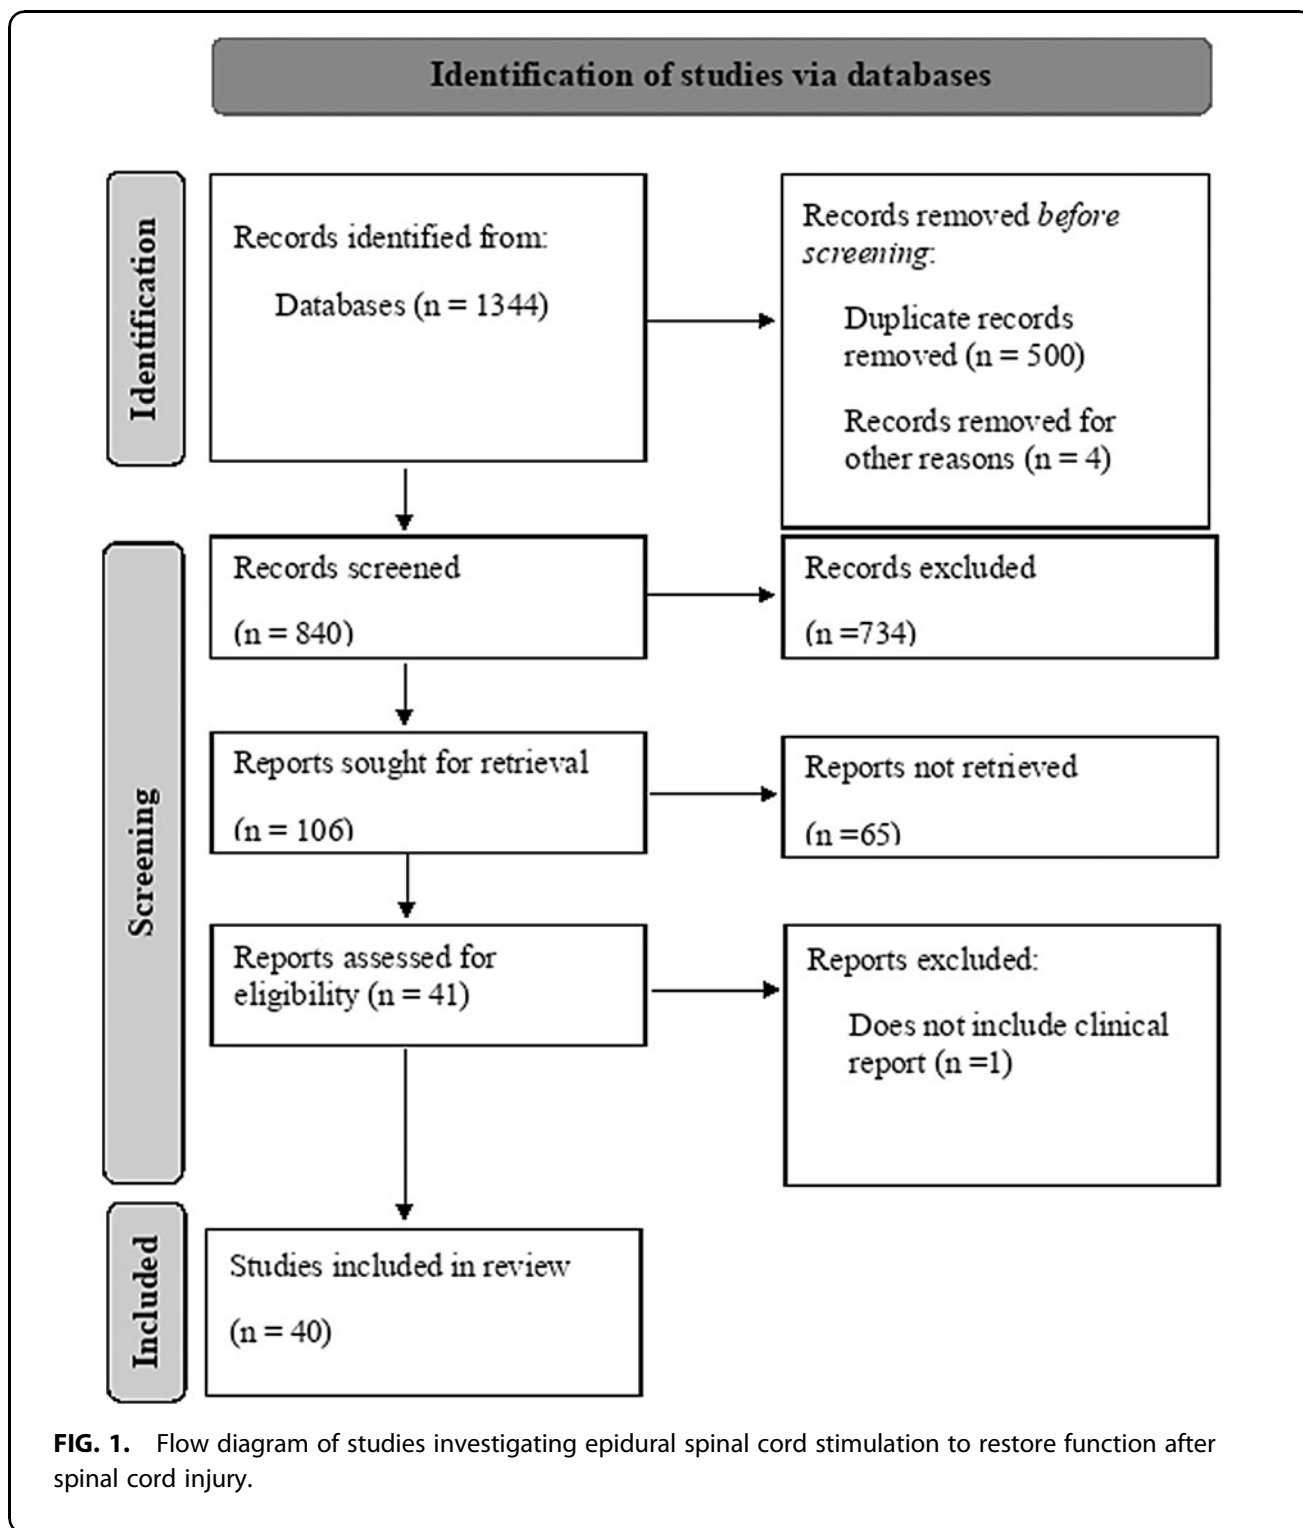 Identification of studies via databases
Identification
Records identified from:
Databases (n = 1344)
Records removed before
screening:
Duplicate records
removed (n = 500)
Records removed for
other reasons (n = 4)
Screening
Records screened
(n = 840)
Records excluded
(n =734)
Reports sought for retrieval
(n = 106)
Reports not retrieved
(n =65)
Reports assessed for
eligibility (n = 41)
Reports excluded:
Does not include clinical
report (n =1)
Included
Studies included in review
(n = 40)
FIG. 1. Flow diagram of studies investigating epidural spinal cord stimulation to restore function after
spinal cord injury.